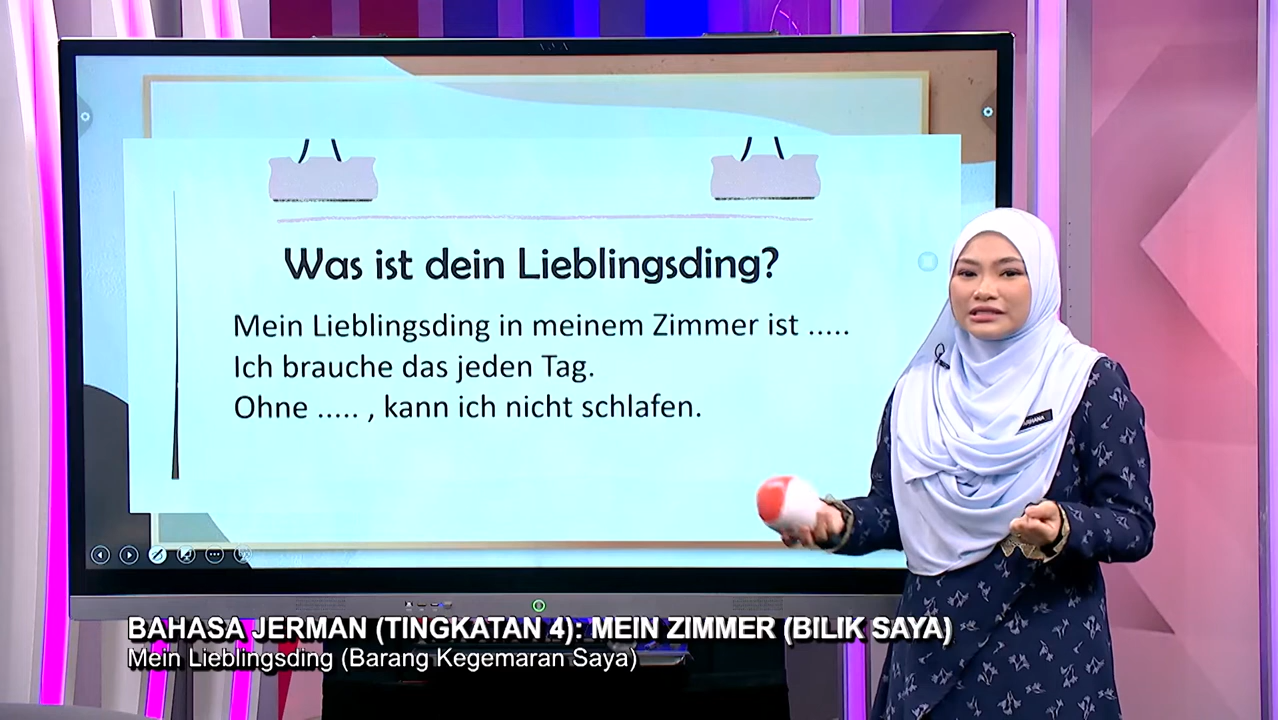 Was ist dein Lieblingsding?
Mein Lieblingsding in meinem Zimmer ist .....
Ich brauche das jeden Tag.
Ohne ..... , kann ich nicht schlafen.
BAHASA JERMAN (TINGKATAN 4): MEIN ZIMMER (BILIK SAYA)
Mein Lieblingsding (Barang Kegemaran Saya)